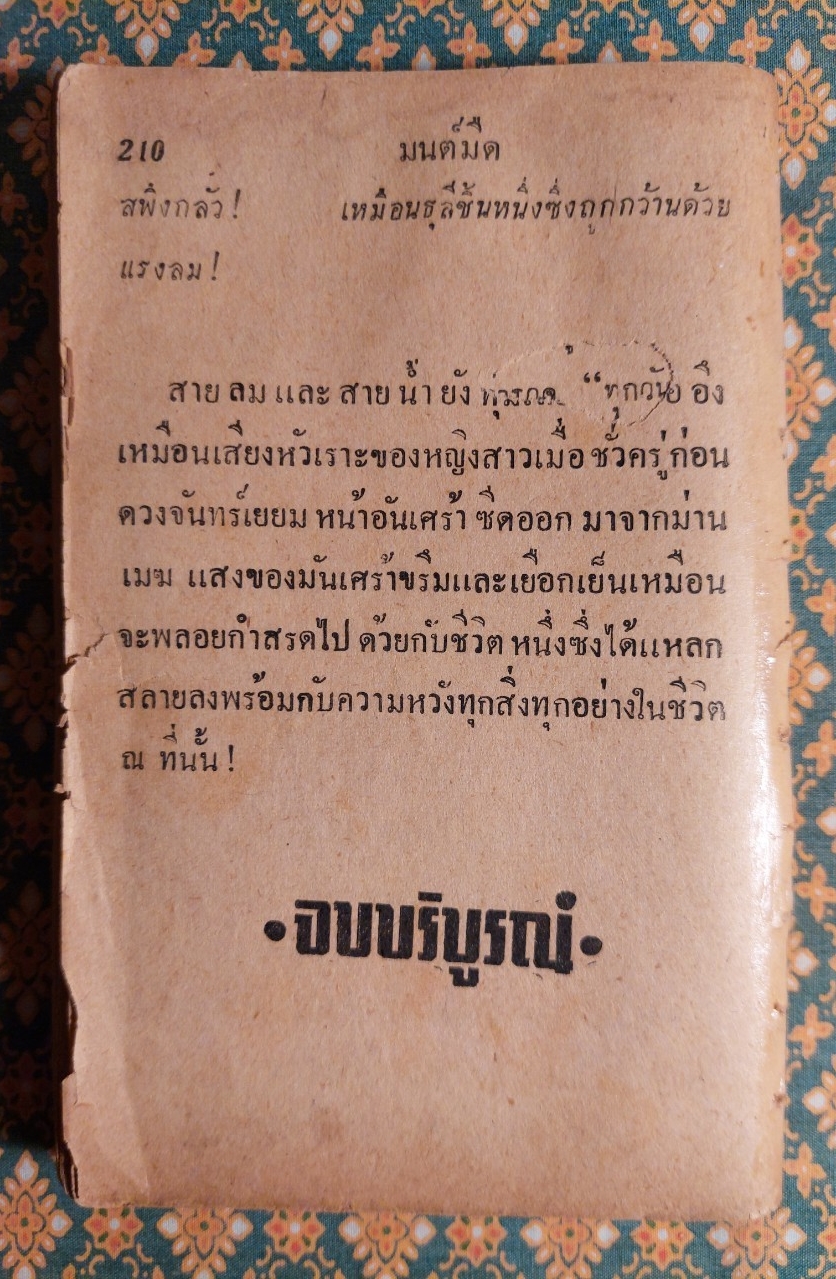 210 มนต์มืด
สพึงกลัว! เหมือนธุลีชิ้นหนึ่งซึ่งถูกกว้านด้วย
แรงลม!
สาย ลม และ สาย น้ำ ยัง “ทุกวัน อึง
เหมือนเสียงหัวเราะของหญิงสาวเมื่อ ชั่วครู่ก่อน
ดวงจันทร์เยยม หน้าอันเศร้า ซีดออก มาจากม่าน
เมฆ แสงของมันเศร้าขรึมและเยือกเย็นเหมือน
จะพลอยกำสรดไป ด้วยกับชีวิต หนึ่งซึ่งได้แหลก
สลายลงพร้อมกับความหวังทุกสิ่งทุกอย่างในชีวิต
ณ ที่นั้น!
•จบบริบูรณ์•